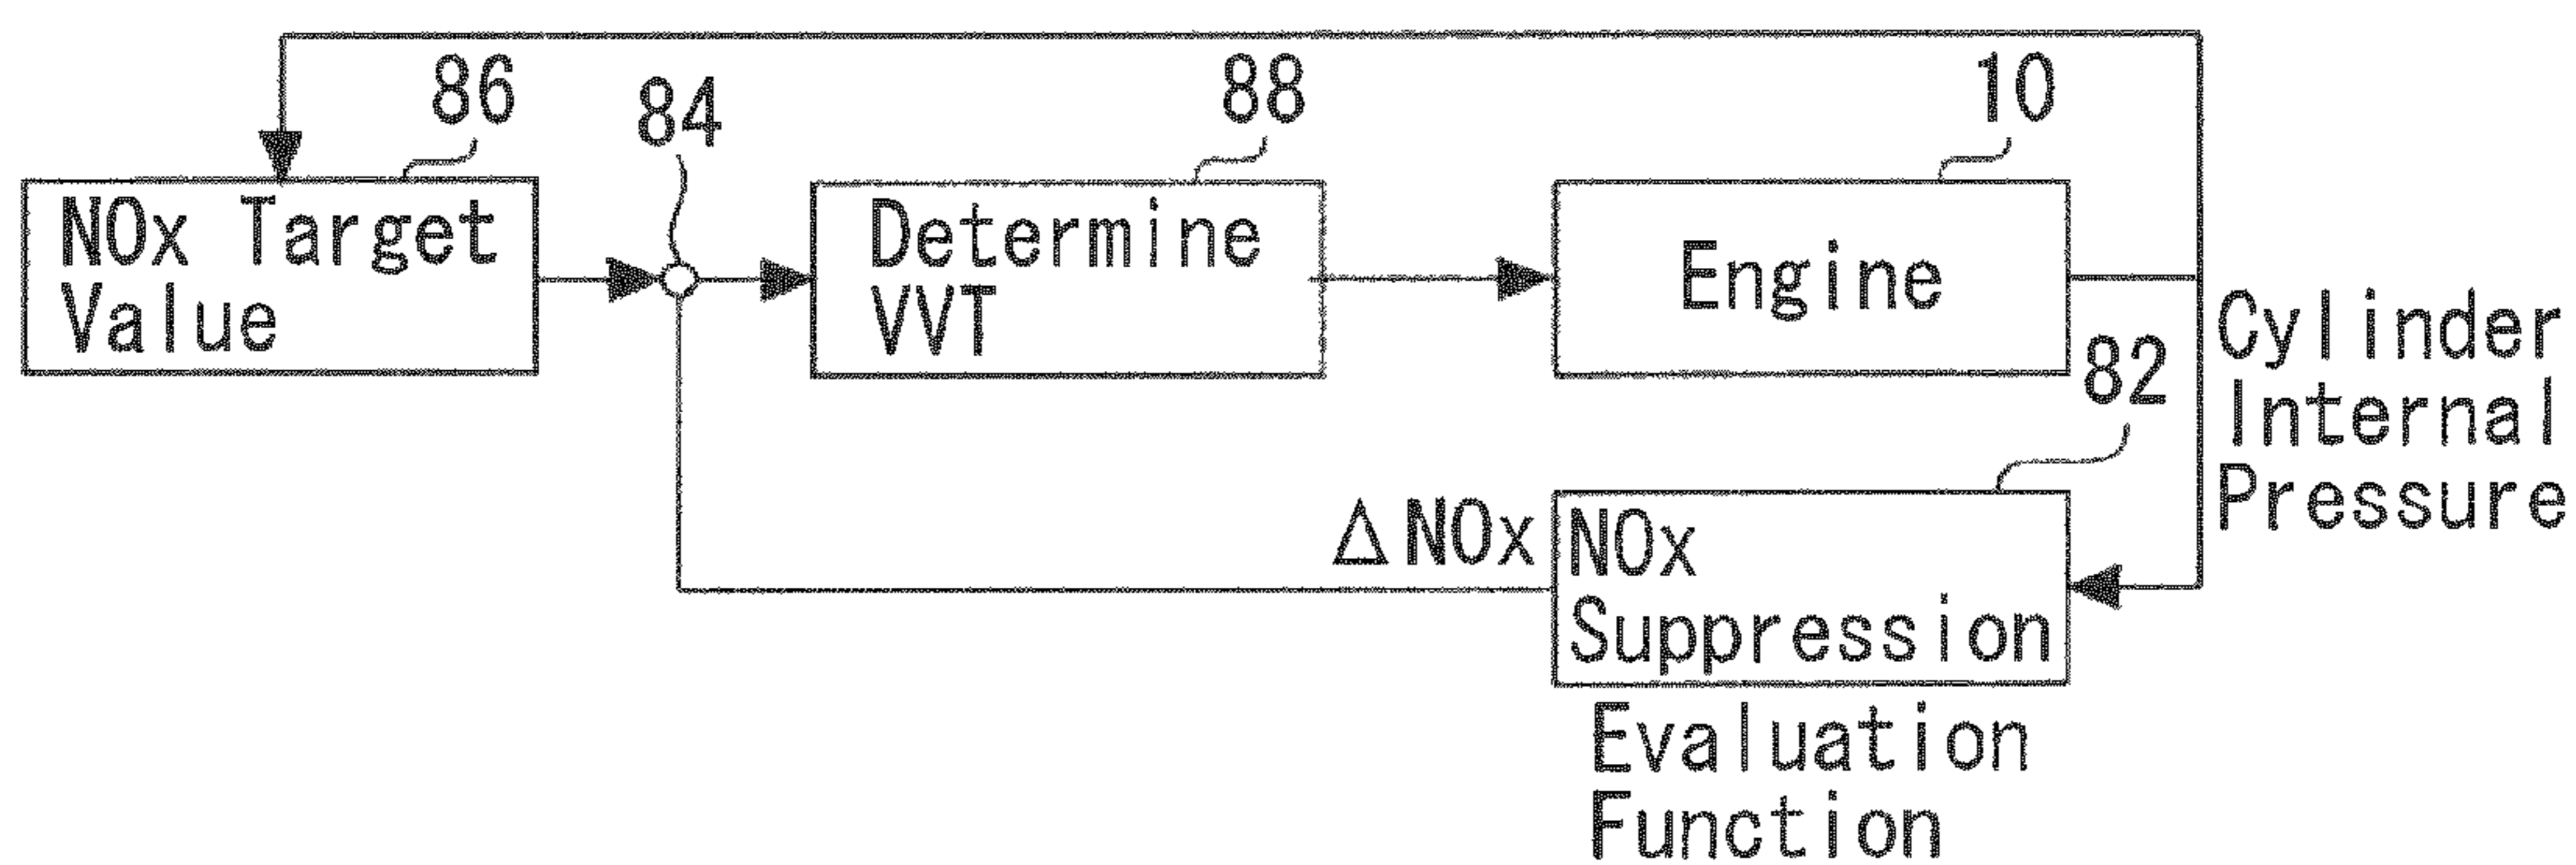 86
84
88
10
NOx Target
Value
Determine
VVT
Engine
Cylinder
Internal
Pressure
82
ΔNOx
NOx
Suppression
Evaluation
Function